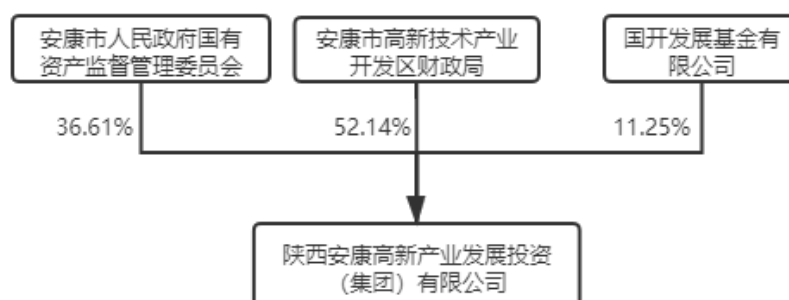 安康市人民政府国有
资产监督管理委员会
安康市高新技术产业
开发区财政局
国开发展基金有
限公司
36.61%
52.14%
11.25%
陕西安康高新产业发展投资
（集团）有限公司